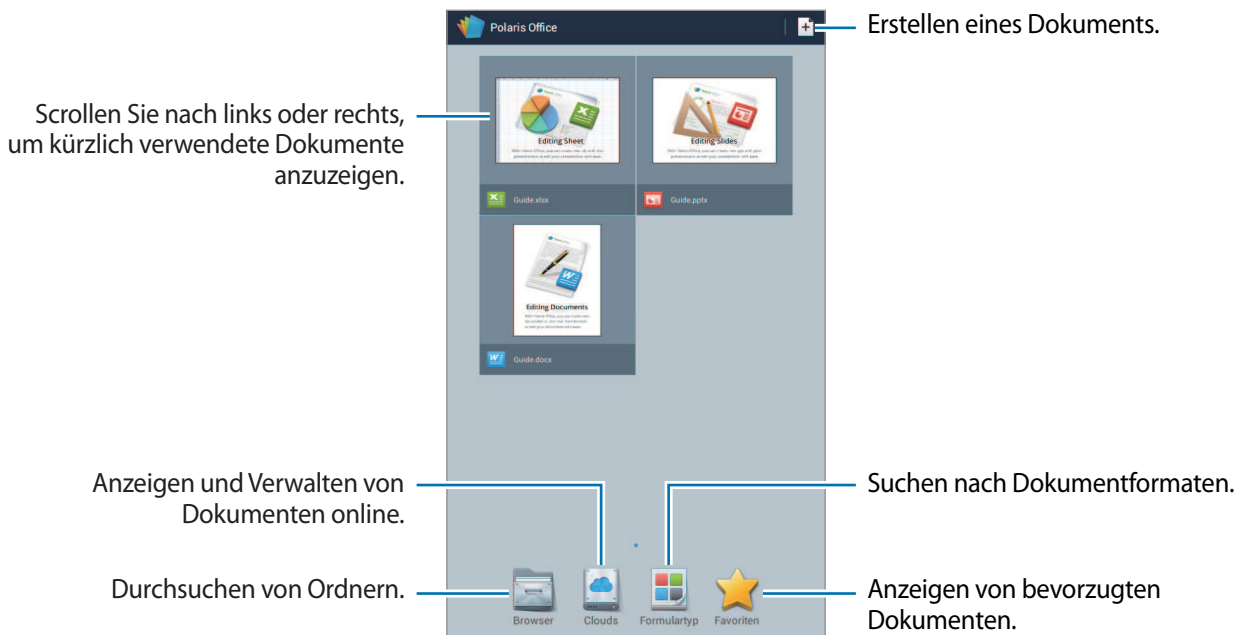 Polaris Office
Erstellen eines Dokuments.
Scrollen Sie nach links oder rechts,
um kürzlich verwendete Dokumente
anzuzeigen.
Editing Sheet
Editing Slides
Guide.xlsx
Guide.pptx
Editing Documents
Guide.docx
Anzeigen und Verwalten von
Dokumenten online.
Suchen nach Dokumentformaten.
Durchsuchen von Ordnern.
Anzeigen von bevorzugten
Dokumenten.
Browser
Clouds
Formulartyp
Favoriten